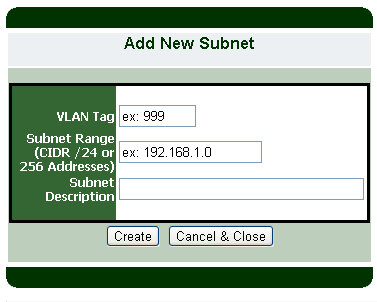 Add New Subnet
VLAN Tag
ex: 999
Subnet Range
(CIDR /24 or
256 Addresses)
ex: 192.168.1.0
Subnet
Description
Create
Cancel & Close